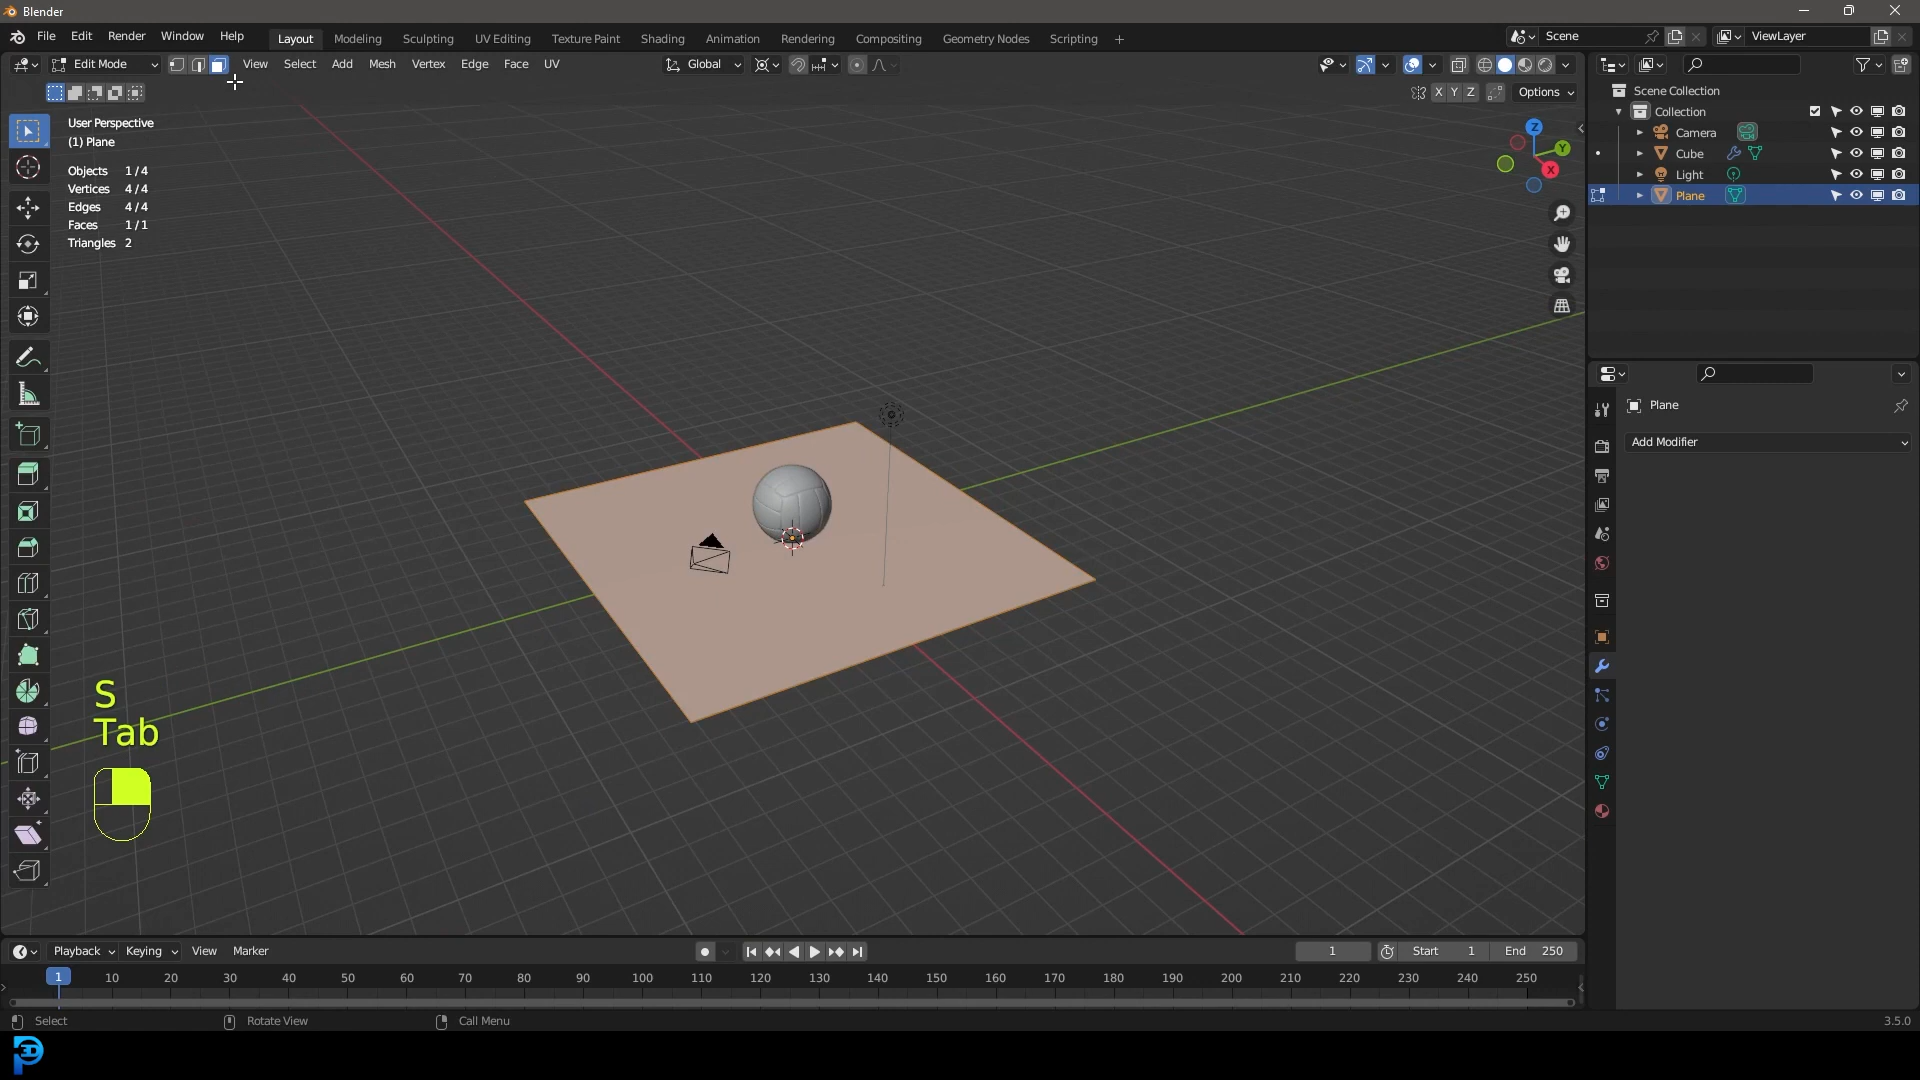 Blender
File Edit Render Window Help
Layout Modeling Sculpting UV Editing Texture Paint Shading Animation Rendering Compositing Geometry Nodes Scripting +
Scene
ViewLayer
Edit Mode View Select Add Mesh Vertex Edge Face UV
Global
X Y Z Options
User Perspective
(1) Plane
Objects 1/4
Vertices 4/4
Edges 4/4
Faces 1/1
Triangles 2
Z
Y
X
Scene Collection
Collection
Camera
Cube
Light
Plane
Plane
Add Modifier
S
Tab
Playback Keying View Marker
1
Start 1
End 250
1 10 20 30 40 50 60 70 80 90 100 110 120 130 140 150 160 170 180 190 200 210 220 230 240 250
Select Rotate View Call Menu
3.5.0
3D